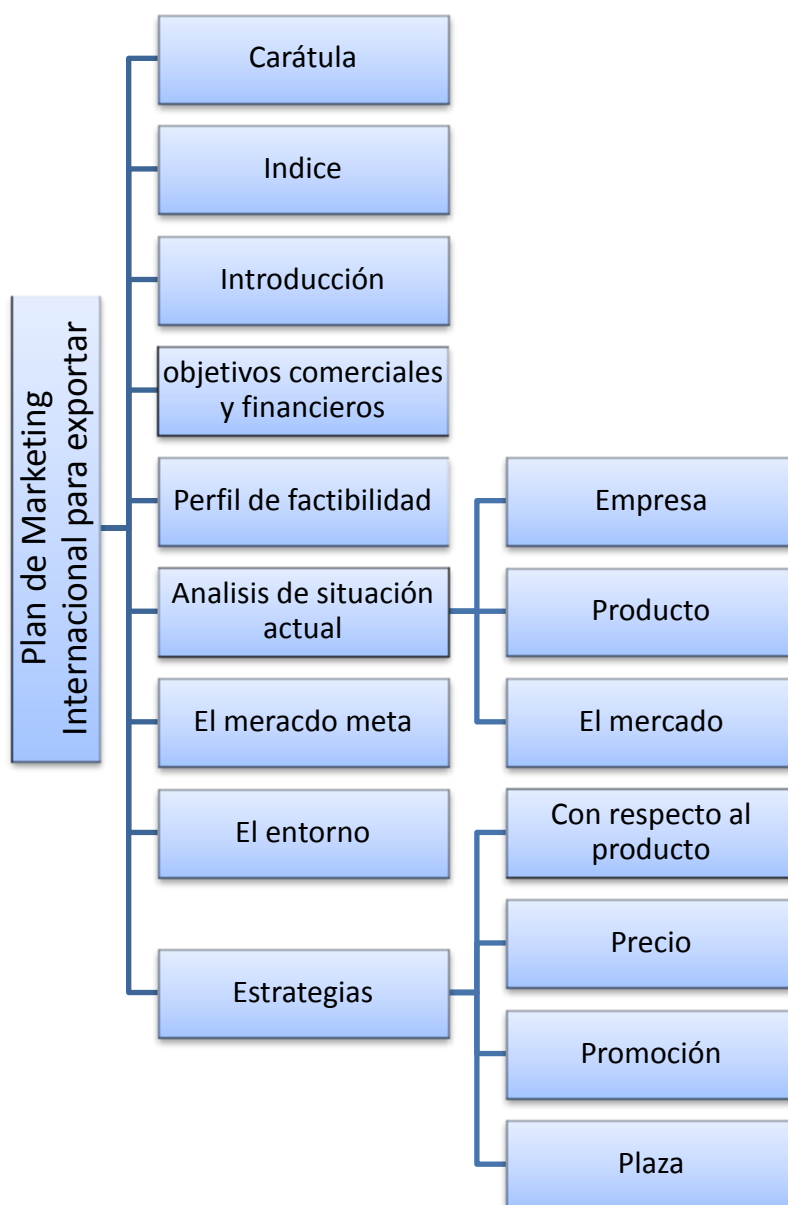 Plan de Marketing
Internacional para exportar
Carátula
Indice
Introducción
objetivos comerciales
y financieros
Perfil de factibilidad
Analisis de situación
actual
Empresa
Producto
El mercado
El meracdo meta
El entorno
Estrategias
Con respecto al
producto
Precio
Promoción
Plaza